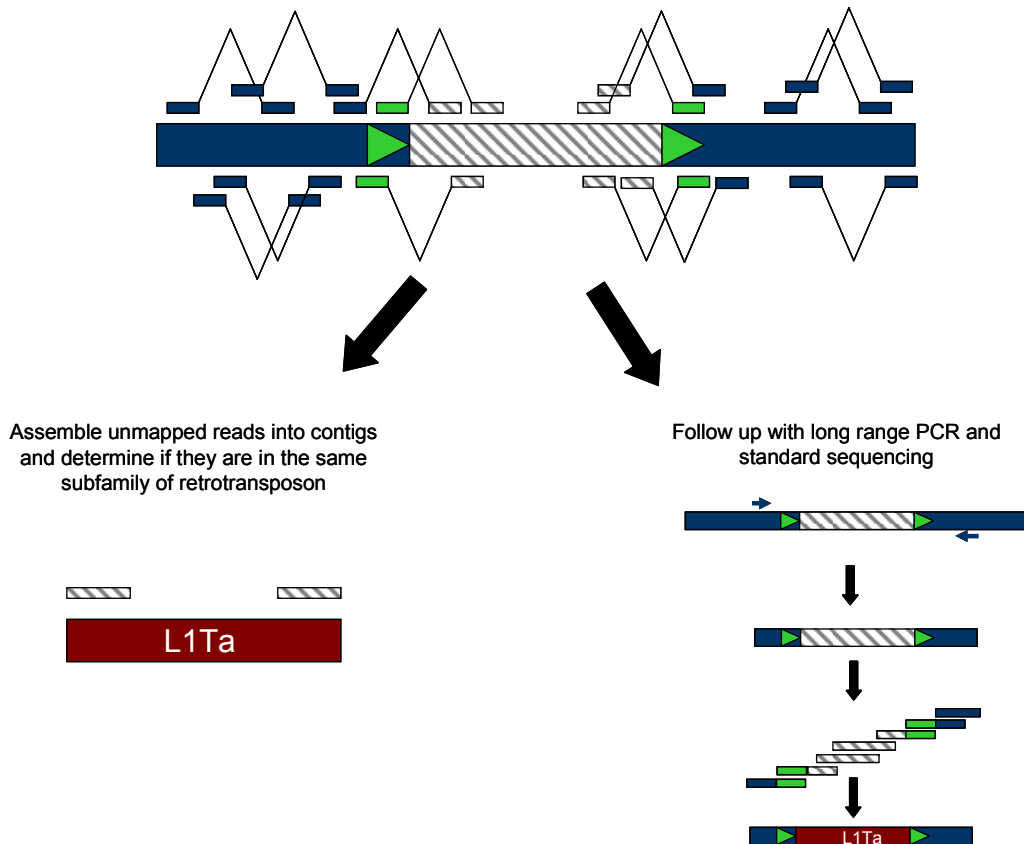 Assemble unmapped reads into contigs
and determine if they are in the same
subfamily of retrotransposon
Follow up with long range PCR and
standard sequencing
L1Ta
L1Ta